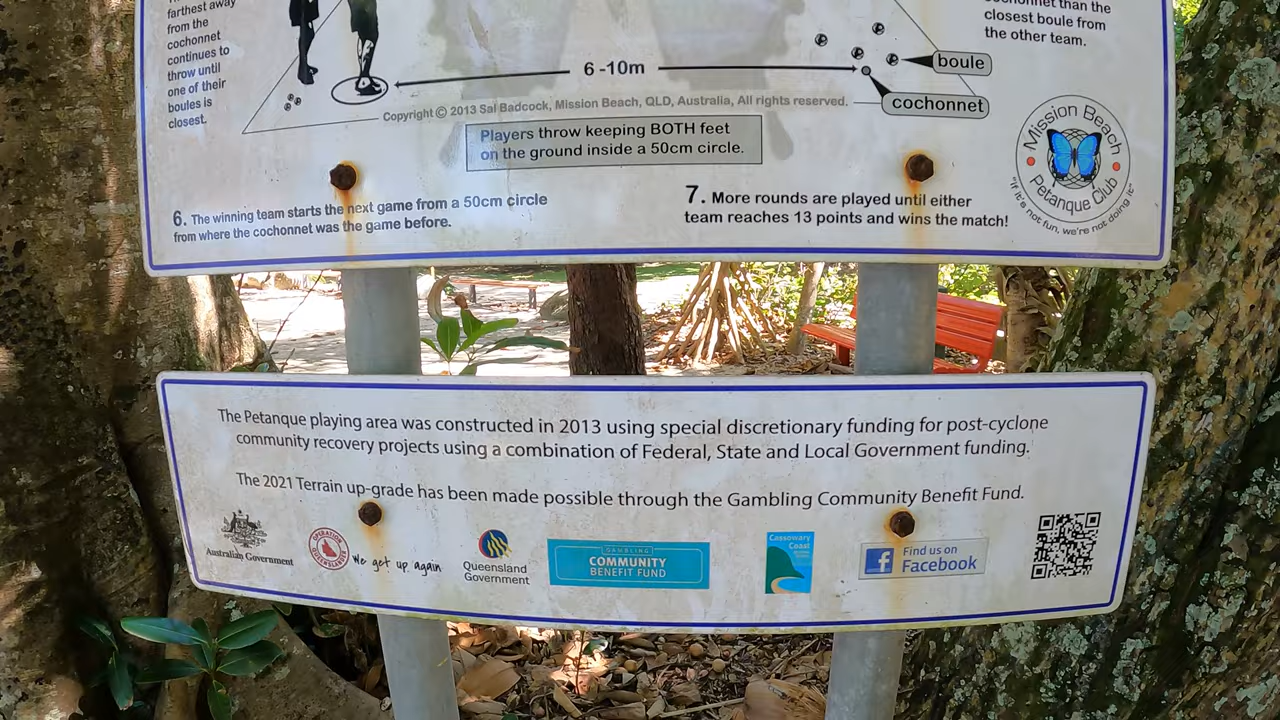 farthest away
from the
cochonnet
continues to
throw until
one of their
boules is
closest.
than the
closest boule from
the other team.
6 -10m
boule
cochonnet
Copyright © 2013 Sal Badcock, Mission Beach, QLD, Australia, All rights reserved.
Players throw keeping BOTH feet
on the ground inside a 50cm circle.
Mission Beach
Petanque Club
"if it's not fun, we're not doing it"
6. The winning team starts the next game from a 50cm circle
from where the cochonnet was the game before.
7. More rounds are played until either
team reaches 13 points and wins the match!
The Petanque playing area was constructed in 2013 using special discretionary funding for post-cyclone
community recovery projects using a combination of Federal, State and Local Government funding.
The 2021 Terrain up-grade has been made possible through the Gambling Community Benefit Fund.
Australian Government
OPERATION
QUEENSLANDER
We get up again
Queensland
Government
GAMBLING
COMMUNITY
BENEFIT FUND
Cassowary
Coast
Find us on
Facebook